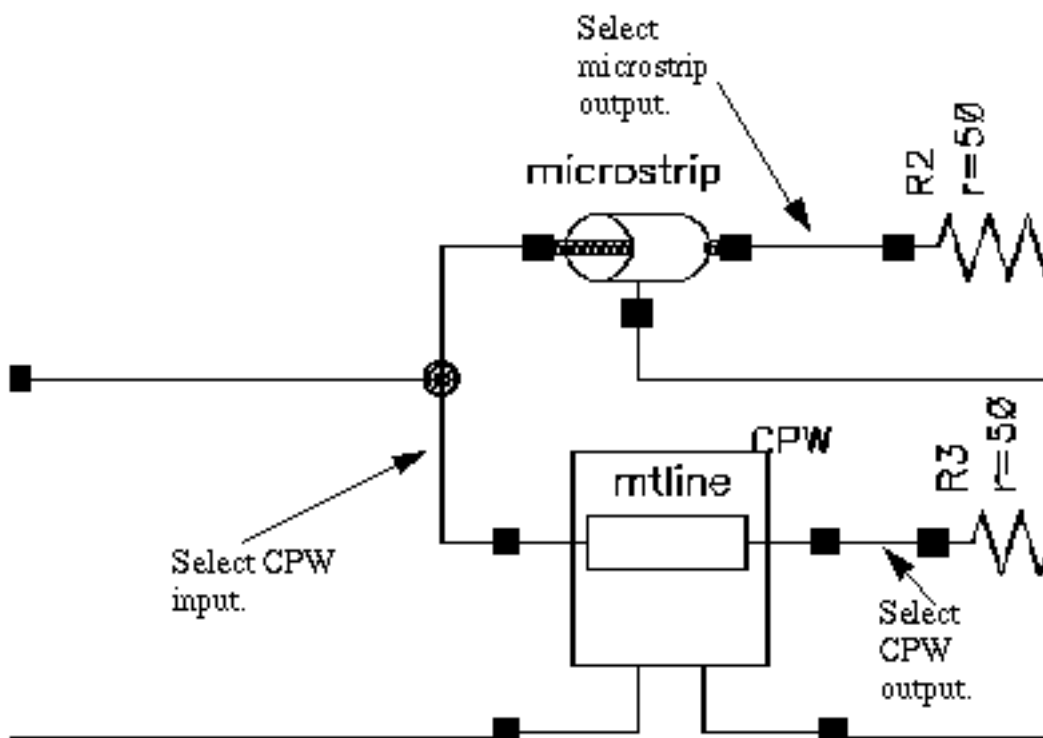 Select
microstrip
output.
microstrip
R2
r=50
CPW
mtline
R3
r=50
Select CPW
input.
Select
CPW
output.